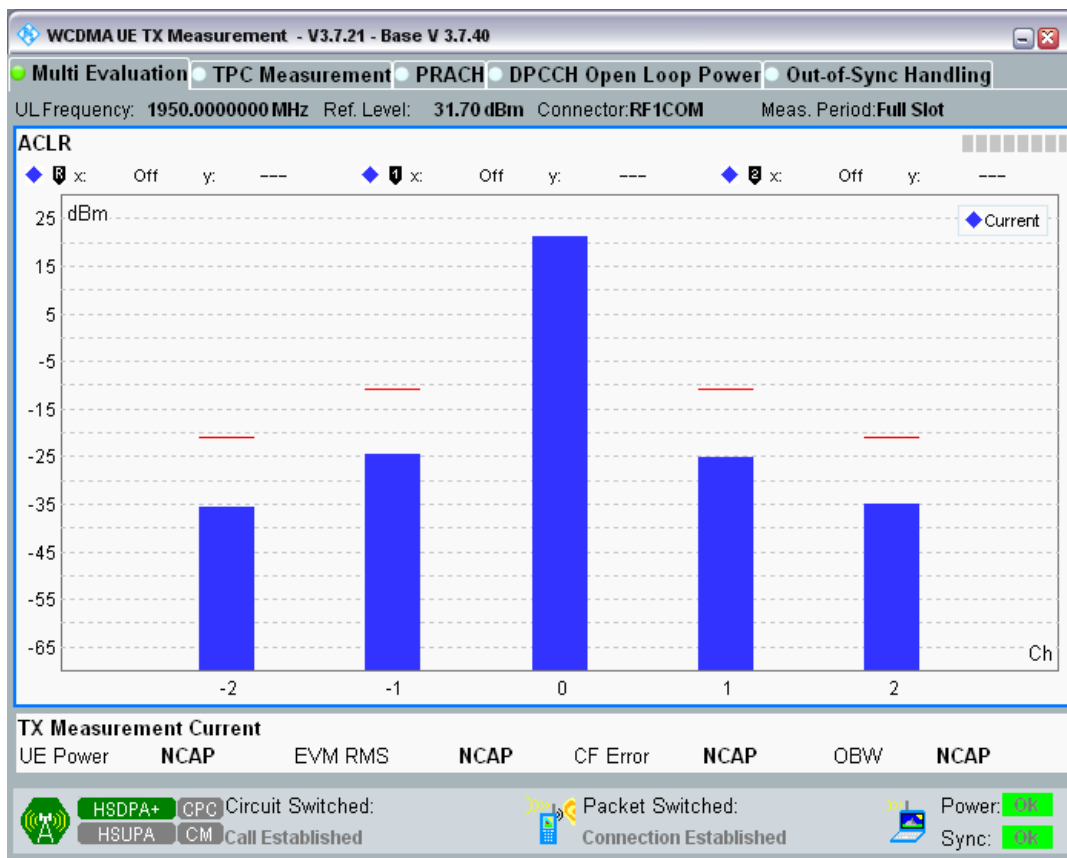 WCDMA UE TX Measurement - V3.7.21 - Base V 3.7.40
Multi Evaluation TPC Measurement PRACH DPCCH Open Loop Power Out-of-Sync Handling
UL Frequency: 1950.0000000 MHz Ref. Level: 31.70 dBm Connector:RF1COM Meas. Period:Full Slot
ACLR
R x: Off y: --- 1 x: Off y: --- 2 x: Off y: ---
dBm
Current
25
15
5
-5
-15
-25
-35
-45
-55
-65
Ch
-2 -1 0 1 2
TX Measurement Current
UE Power NCAP EVM RMS NCAP CF Error NCAP OBW NCAP
HSDPA+ CPC Circuit Switched: Packet Switched: Power: OK
HSUPA CM Call Established Connection Established Sync: OK